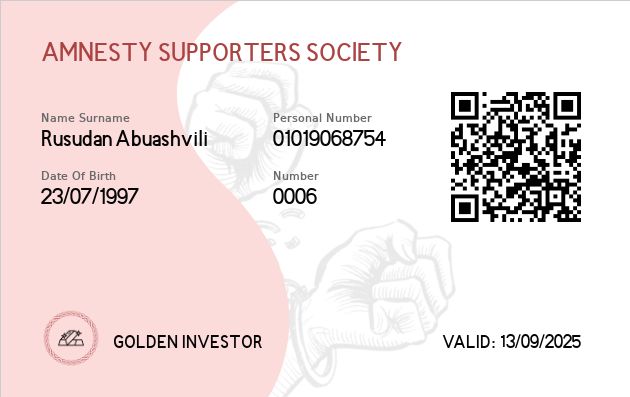 AMNESTY SUPPORTERS SOCIETY
Name Surname
Rusudan Abuashvili
Personal Number
01019068754
Date Of Birth
23/07/1997
Number
0006
GOLDEN INVESTOR
VALID: 13/09/2025